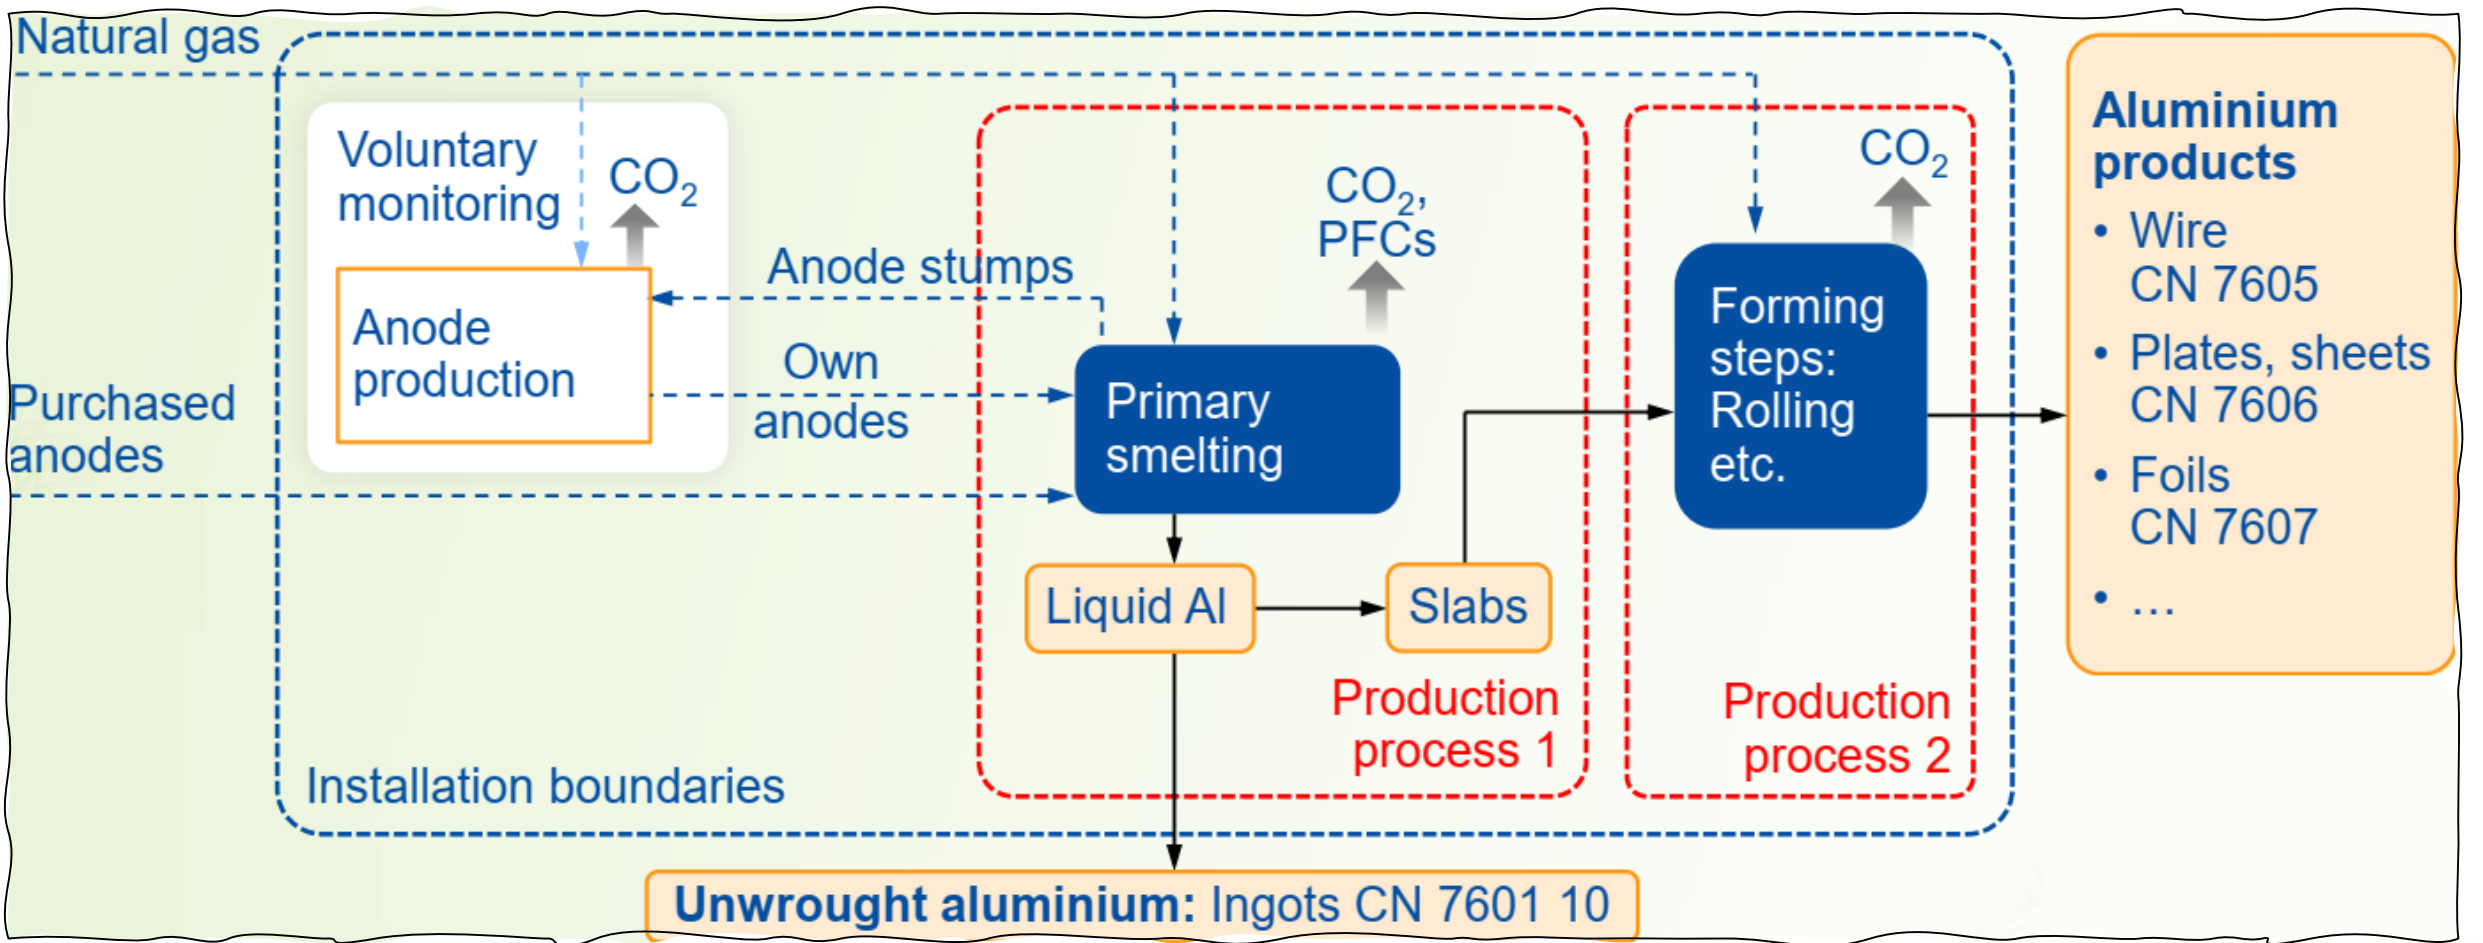 Natural gas
Voluntary
monitoring
CO₂
Anode
production
Purchased
anodes
Anode stumps
Own
anodes
CO₂,
PFCs
Primary
smelting
Liquid Al
Slabs
Production
process 1
CO₂
Forming
steps:
Rolling
etc.
Production
process 2
Installation boundaries
Unwrought aluminium: Ingots CN 7601 10
Aluminium
products
• Wire
CN 7605
• Plates, sheets
CN 7606
• Foils
CN 7607
• …